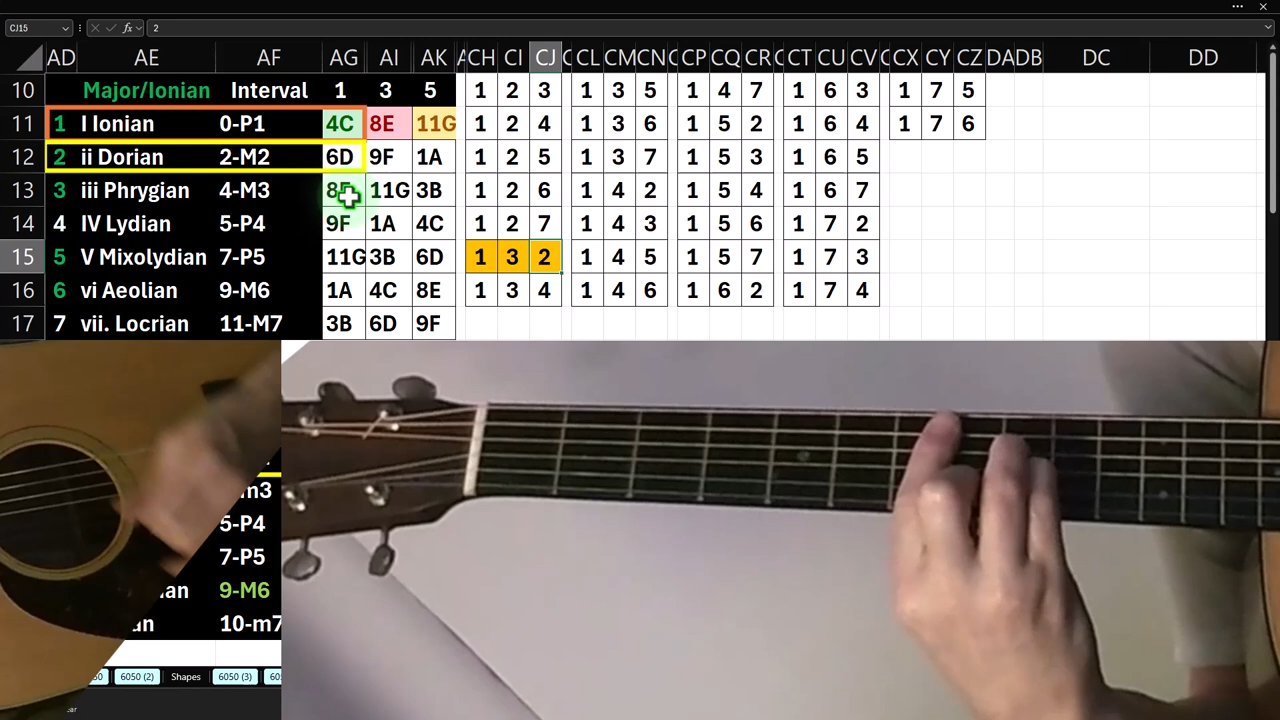 CJ15 fx 2
AD AE AF AG AI AK CH CI CJ CL CM CN CP CQ CR CT CU CV CX CY CZ DA DB DC DD
10 Major/Ionian Interval 1 3 5 1 2 3 1 3 5 1 4 7 1 6 3 1 7 5
11 1 I Ionian 0-P1 4C 8E 11G 1 2 4 1 3 6 1 5 2 1 6 4 1 7 6
12 2 ii Dorian 2-M2 6D 9F 1A 1 2 5 1 3 7 1 5 3 1 6 5
13 3 iii Phrygian 4-M3 11G 3B 1 2 6 1 4 2 1 5 4 1 6 7
14 4 IV Lydian 5-P4 9F 1A 4C 1 2 7 1 4 3 1 5 6 1 7 2
15 5 V Mixolydian 7-P5 11G 3B 6D 1 3 2 1 4 5 1 5 7 1 7 3
16 6 vi Aeolian 9-M6 1A 4C 8E 1 3 4 1 4 6 1 6 2 1 7 4
17 7 vii. Locrian 11-M7 3B 6D 9F
m3
5-P4
7-P5
an 9-M6
an 10-m7
50 6050 (2) Shapes 6050 (3) 60
ear